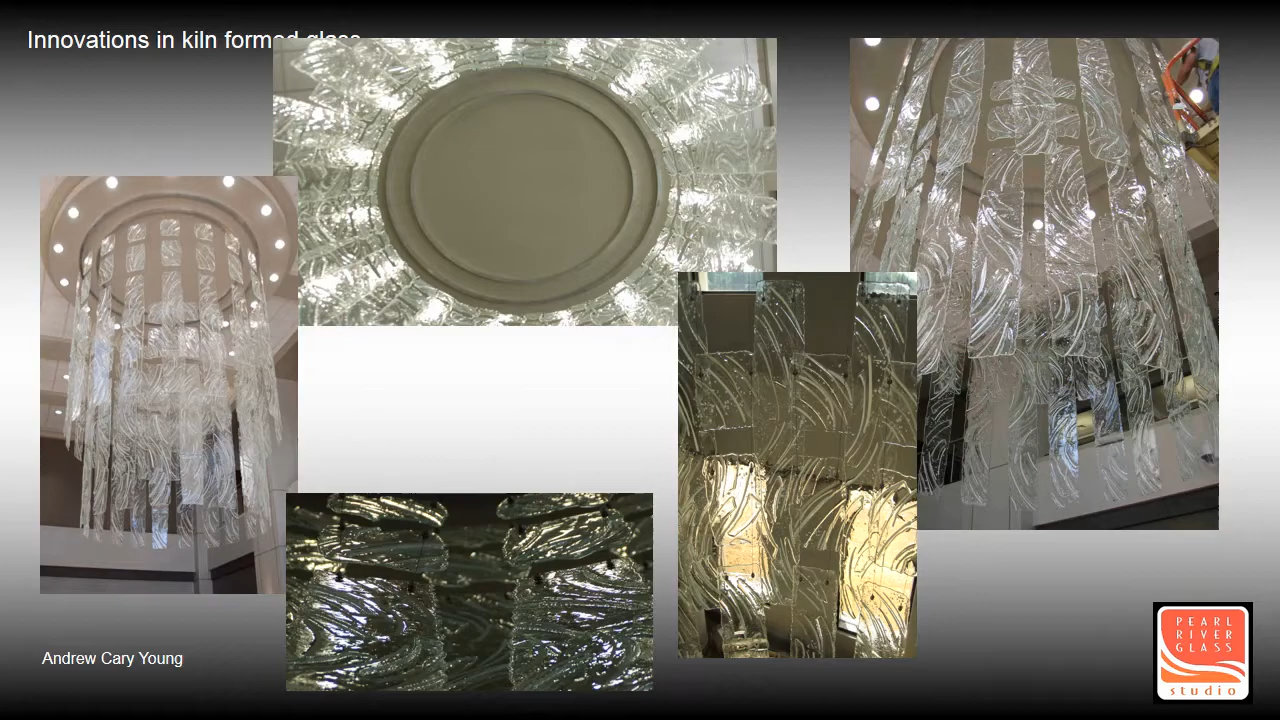 Innovations in kiln formed glass
Andrew Cary Young
PEARL
RIVER
GLASS
studio